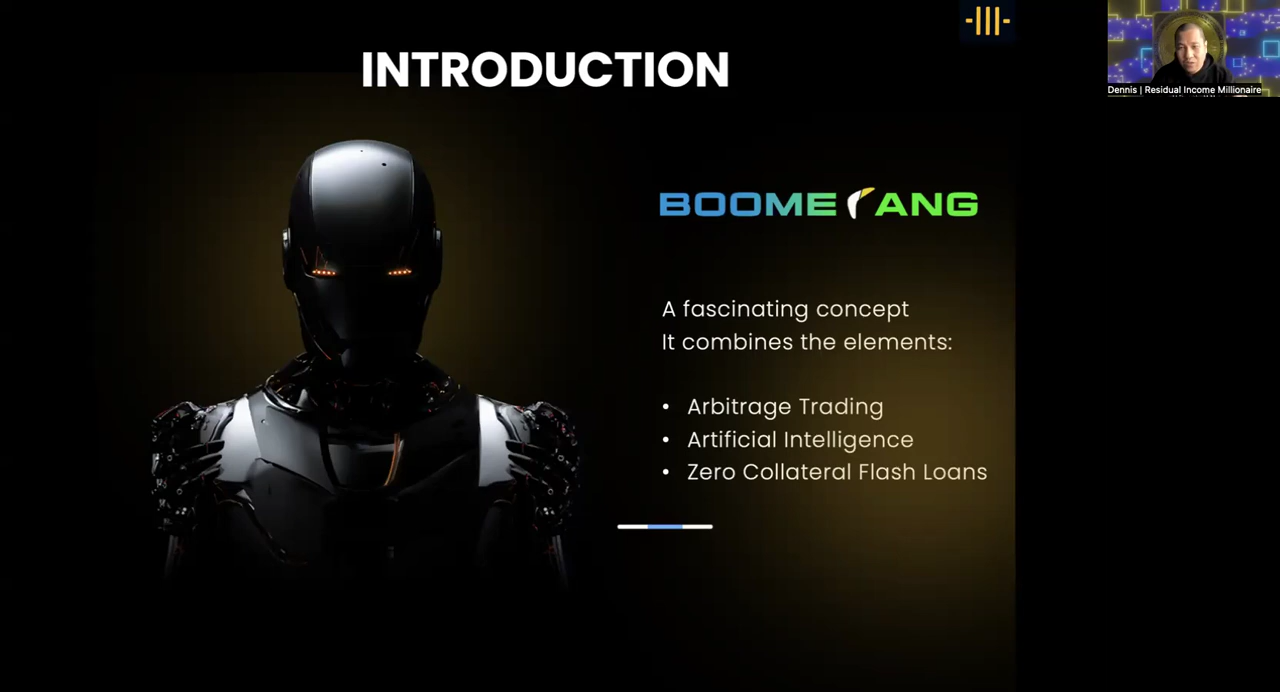 INTRODUCTION
BOOMERANG
A fascinating concept
It combines the elements:
• Arbitrage Trading
• Artificial Intelligence
• Zero Collateral Flash Loans
Dennis | Residual Income Millionaire